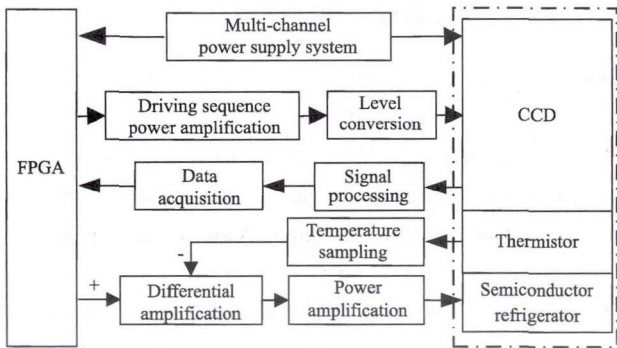 Multi-channel
power supply system
Driving sequence
power amplification
Level
conversion
CCD
FPGA
Data
acquisition
Signal
processing
Temperature
sampling
Thermistor
-
+
Differential
amplification
Power
amplification
Semiconductor
refrigerator